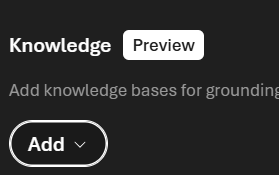 Knowledge Preview
Add knowledge bases for grounding
Add